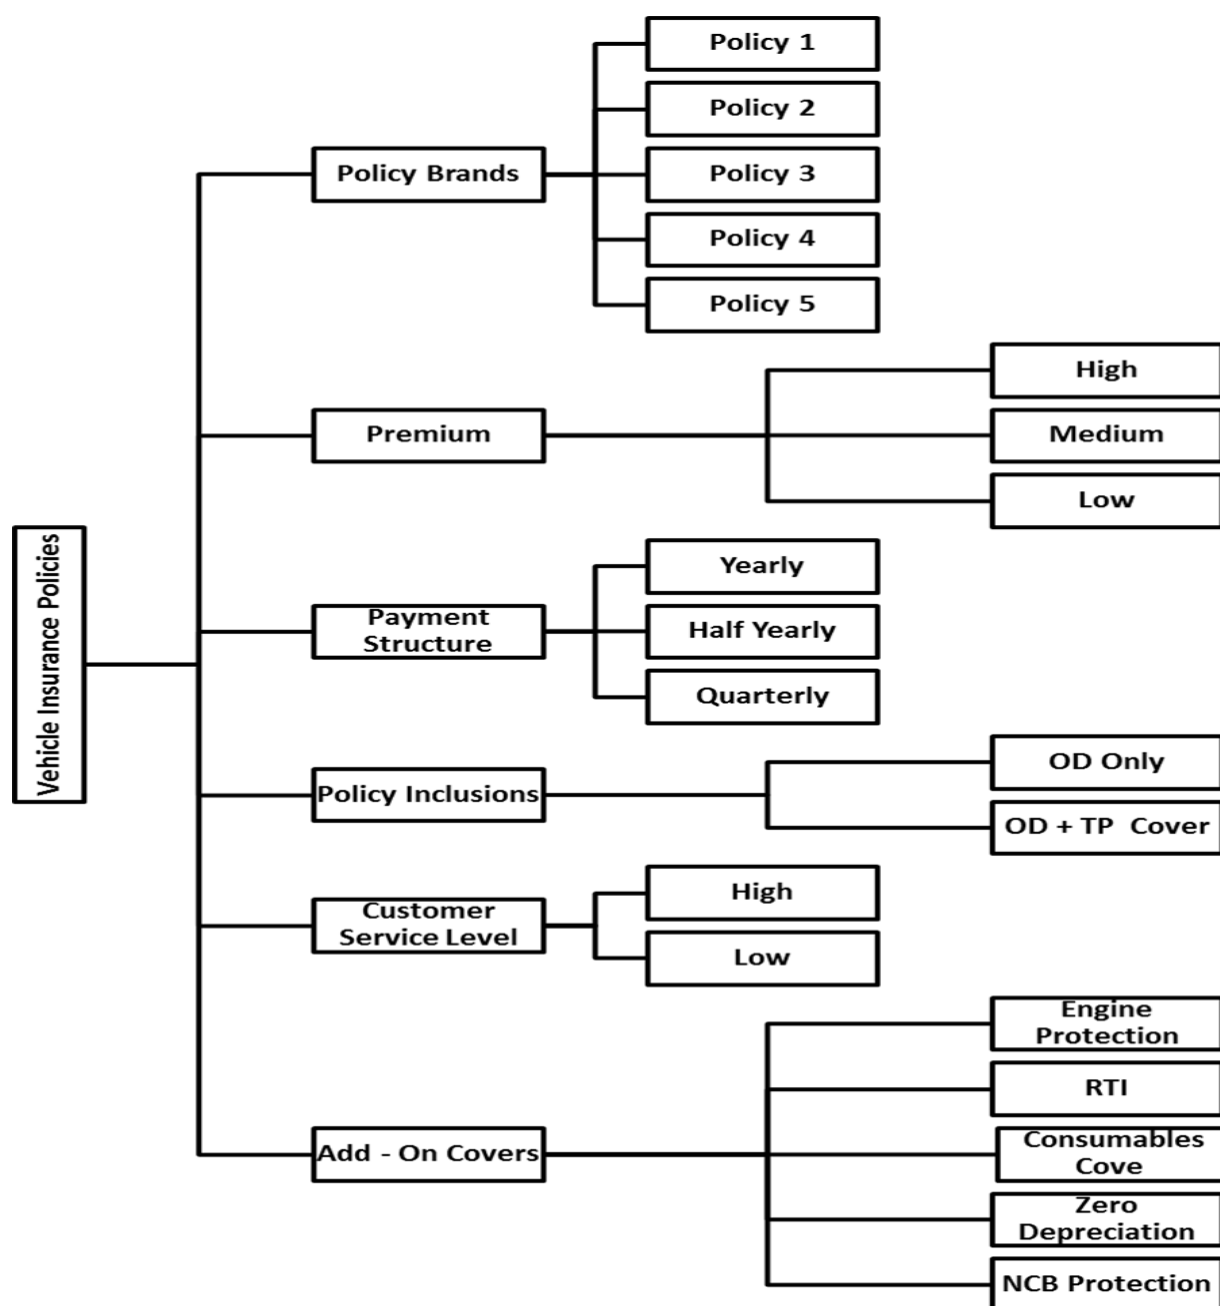 Vehicle Insurance Policies
Policy Brands
Policy 1
Policy 2
Policy 3
Policy 4
Policy 5
Premium
High
Medium
Low
Payment
Structure
Yearly
Half Yearly
Quarterly
Policy Inclusions
OD Only
OD + TP Cover
Customer
Service Level
High
Low
Add - On Covers
Engine
Protection
RTI
Consumables
Cove
Zero
Depreciation
NCB Protection